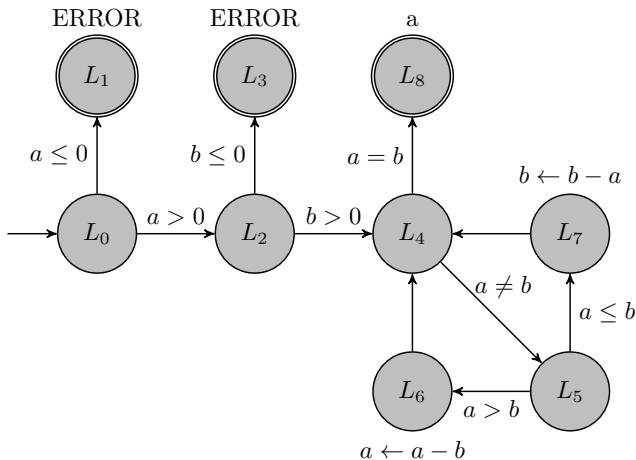 ERROR ERROR a
L₁ L₃ L₈
a ≤ 0 b ≤ 0 a = b
b ← b − a
L₀ a > 0 L₂ b > 0 L₄ L₇
a ≠ b
a ≤ b
L₆ a > b L₅
a ← a − b